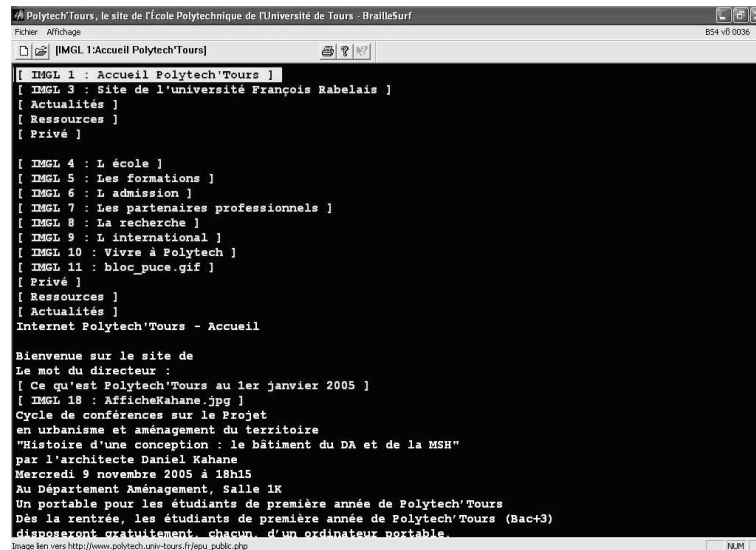 Polytech'Tours, le site de l'École Polytechnique de l'Université de Tours - BrailleSurf
Fichier Affichage BS4 v8 0036
[IMGL 1:Accueil Polytech'Tours]
[ IMGL 1 : Accueil Polytech'Tours ]
[ IMGL 3 : Site de l'université François Rabelais ]
[ Actualités ]
[ Ressources ]
[ Privé ]
[ IMGL 4 : L école ]
[ IMGL 5 : Les formations ]
[ IMGL 6 : L admission ]
[ IMGL 7 : Les partenaires professionnels ]
[ IMGL 8 : La recherche ]
[ IMGL 9 : L international ]
[ IMGL 10 : Vivre à Polytech ]
[ IMGL 11 : bloc_puce.gif ]
[ Privé ]
[ Ressources ]
[ Actualités ]
Internet Polytech'Tours - Accueil
Bienvenue sur le site de
Le mot du directeur :
[ Ce qu'est Polytech'Tours au 1er janvier 2005 ]
[ IMGL 18 : AfficheKahane.jpg ]
Cycle de conférences sur le Projet
en urbanisme et aménagement du territoire
"Histoire d'une conception : le bâtiment du DA et de la MSH"
par l'architecte Daniel Kahane
Mercredi 9 novembre 2005 à 18h15
Au Département Aménagement, Salle 1K
Un portable pour les étudiants de première année de Polytech'Tours
Dès la rentrée, les étudiants de première année de Polytech'Tours (Bac+3)
disposeront gratuitement, chacun, d'un ordinateur portable.
Image lien vers http://www.polytech.univ-tours.fr/epu_public.php NUM